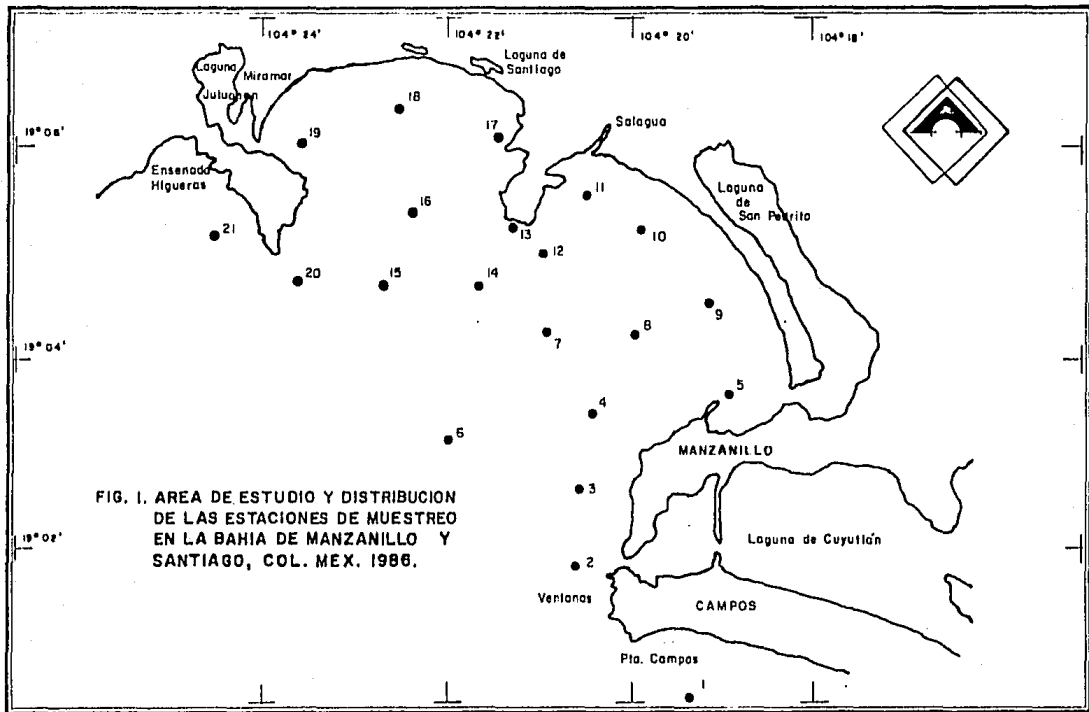 104° 24'
104° 22'
104° 20'
104° 18'
Laguna de
Santiago
Laguna
Miramar
Juluapan
18
17
19
19° 06'
Salagua
Ensenada
Higueras
11
Laguna
de
San Pedrito
16
13
10
21
12
20
15
14
9
7
8
19° 04'
5
4
6
MANZANILLO
3
FIG. 1. AREA DE ESTUDIO Y DISTRIBUCION
DE LAS ESTACIONES DE MUESTREO
EN LA BAHIA DE MANZANILLO Y
SANTIAGO, COL. MEX. 1986.
19° 02'
Laguna de Cuyutlán
2
Ventanas
CAMPOS
Pta. Campos
1